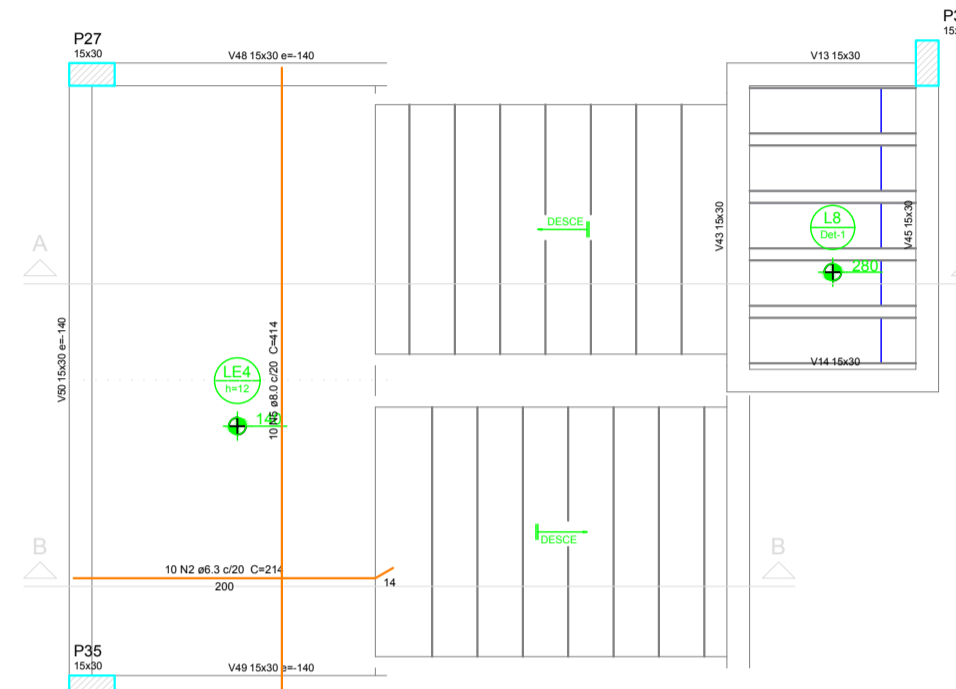 P3
15x
P27
15x30
V48 15x30 e=-140
V13 15x30
DESCE
L8
Det-1
V43 15x30
V45 15x30
280
A
V50 15x30 e=-140
10 N5 ø8.0 c/20 C=414
LE4
h=12
V14 15x30
140
DESCE
B
B
10 N2 ø6.3 c/20 C=214
200
14
P35
15x30
V49 15x30 e=-140